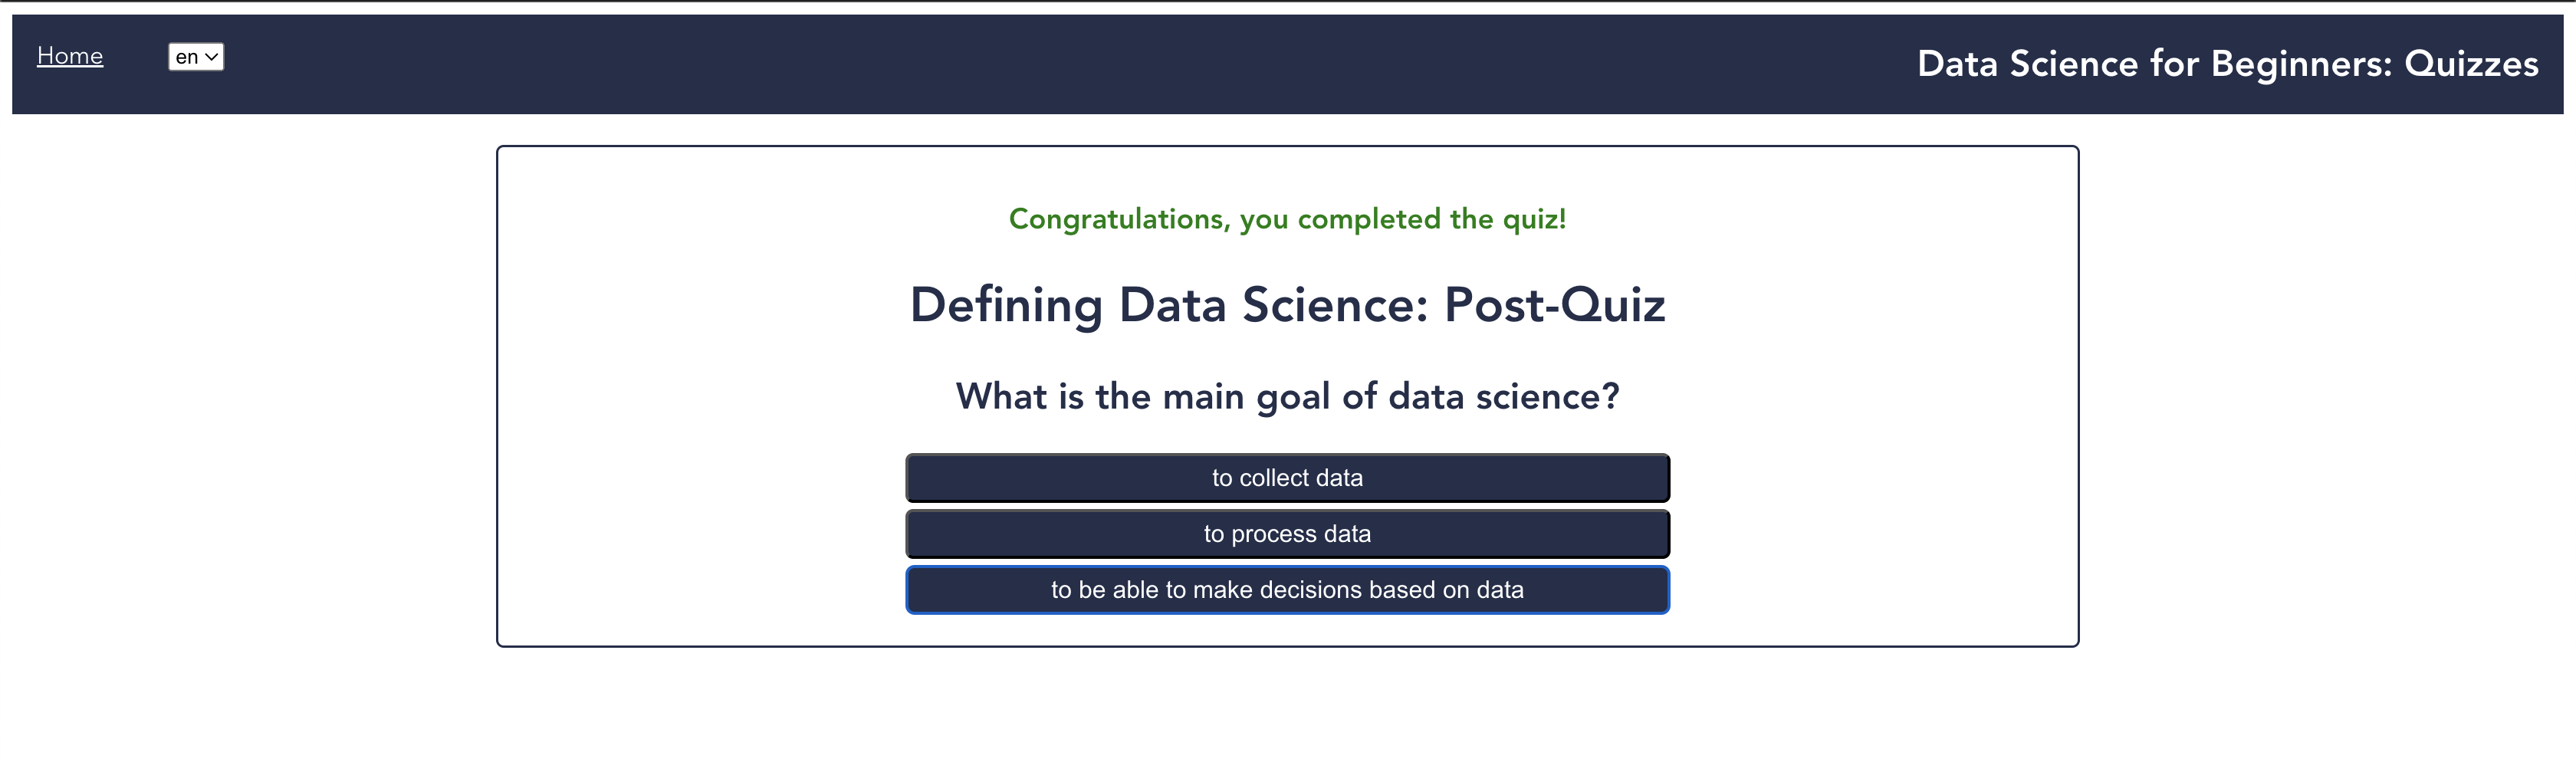 Home
en
Data Science for Beginners: Quizzes
Congratulations, you completed the quiz!
Defining Data Science: Post-Quiz
What is the main goal of data science?
to collect data
to process data
to be able to make decisions based on data